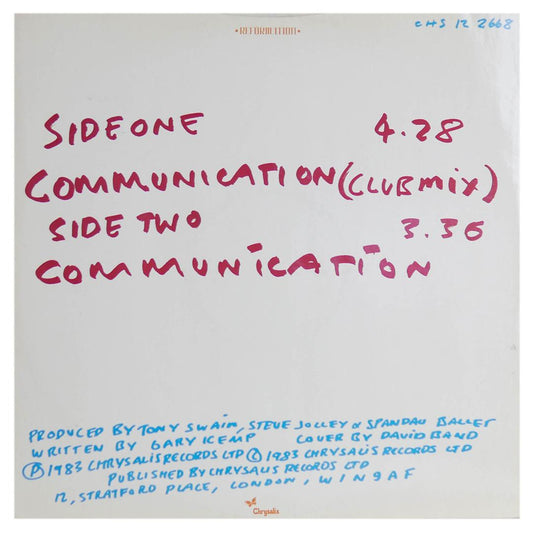 •REFORMATION•
CHS 12 2668
SIDE ONE 4.28
COMMUNICATION (CLUB MIX)
SIDE TWO 3.36
COMMUNICATION
PRODUCED BY TONY SWAIN, STEVE JOLLEY & SPANDAU BALLET
WRITTEN BY GARY KEMP COVER BY DAVID BAND
Ⓟ 1983 CHRYSALIS RECORDS LTD Ⓒ 1983 CHRYSALIS RECORDS LTD
PUBLISHED BY CHRYSALIS RECORDS LTD
12, STRATFORD PLACE, LONDON, W1N 9AF
Chrysalis